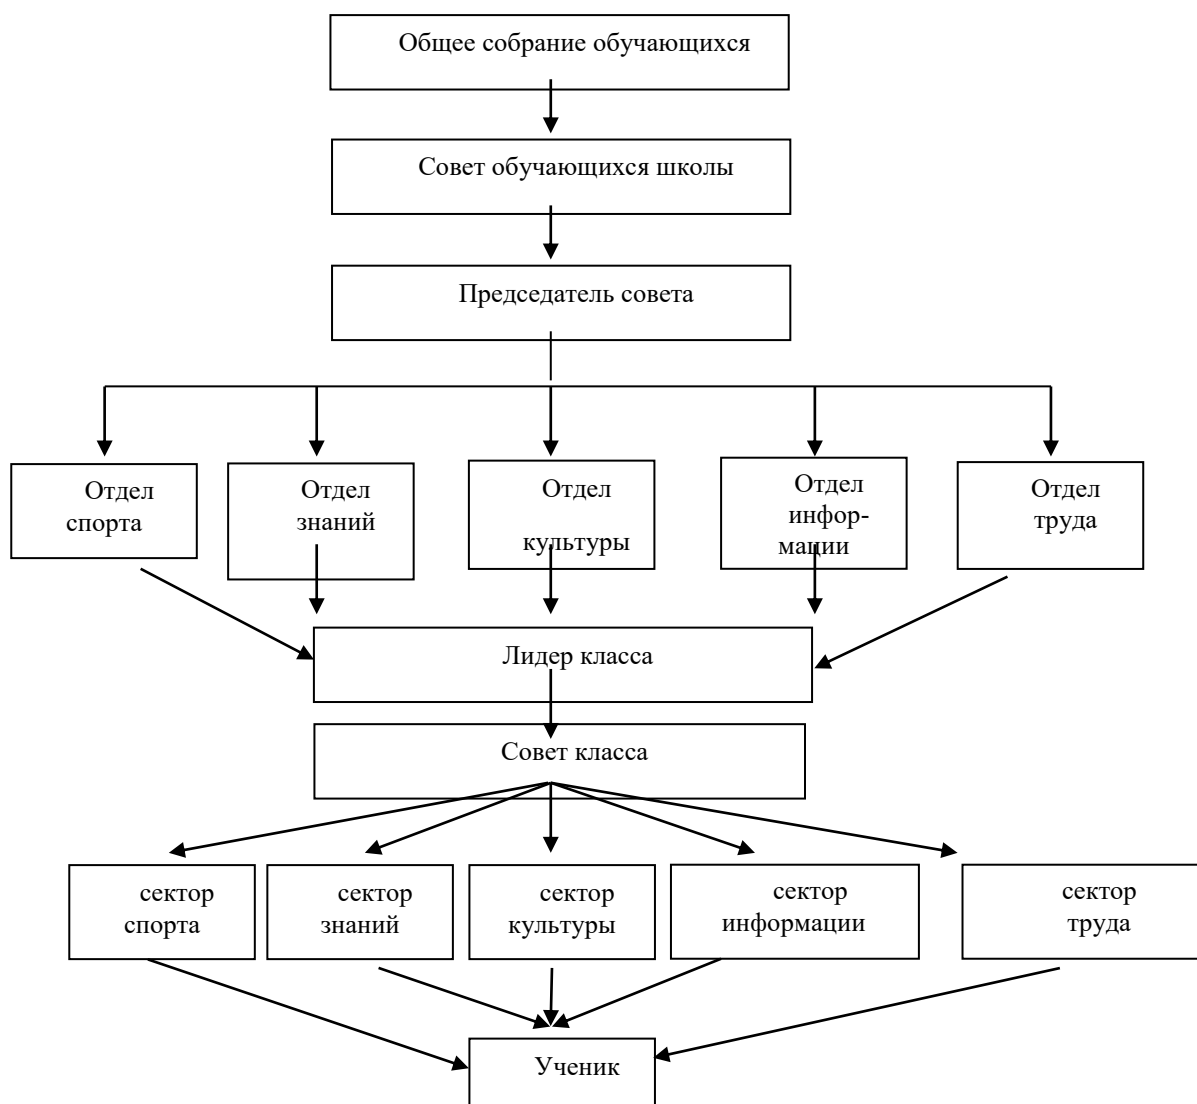 Общее собрание обучающихся
Совет обучающихся школы
Председатель совета
Отдел
спорта
Отдел
знаний
Отдел
культуры
Отдел
инфор-
мации
Отдел
труда
Лидер класса
Совет класса
сектор
спорта
сектор
знаний
сектор
культуры
сектор
информации
сектор
труда
Ученик